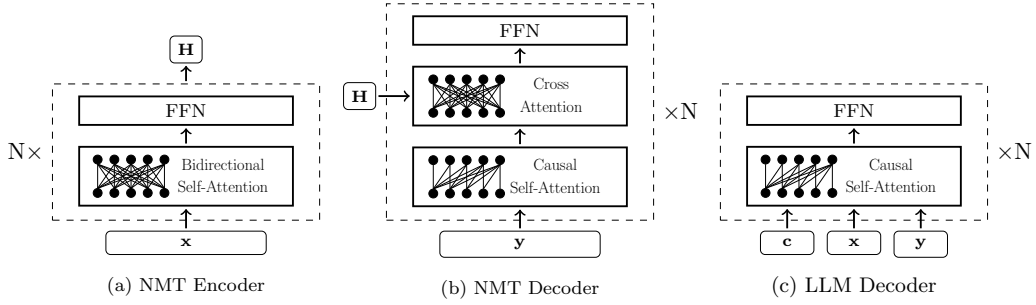 H
FFN
N×
Bidirectional
Self-Attention
x
(a) NMT Encoder
FFN
H
Cross
Attention
×N
Causal
Self-Attention
y
(b) NMT Decoder
FFN
Causal
Self-Attention
×N
c
x
y
(c) LLM Decoder